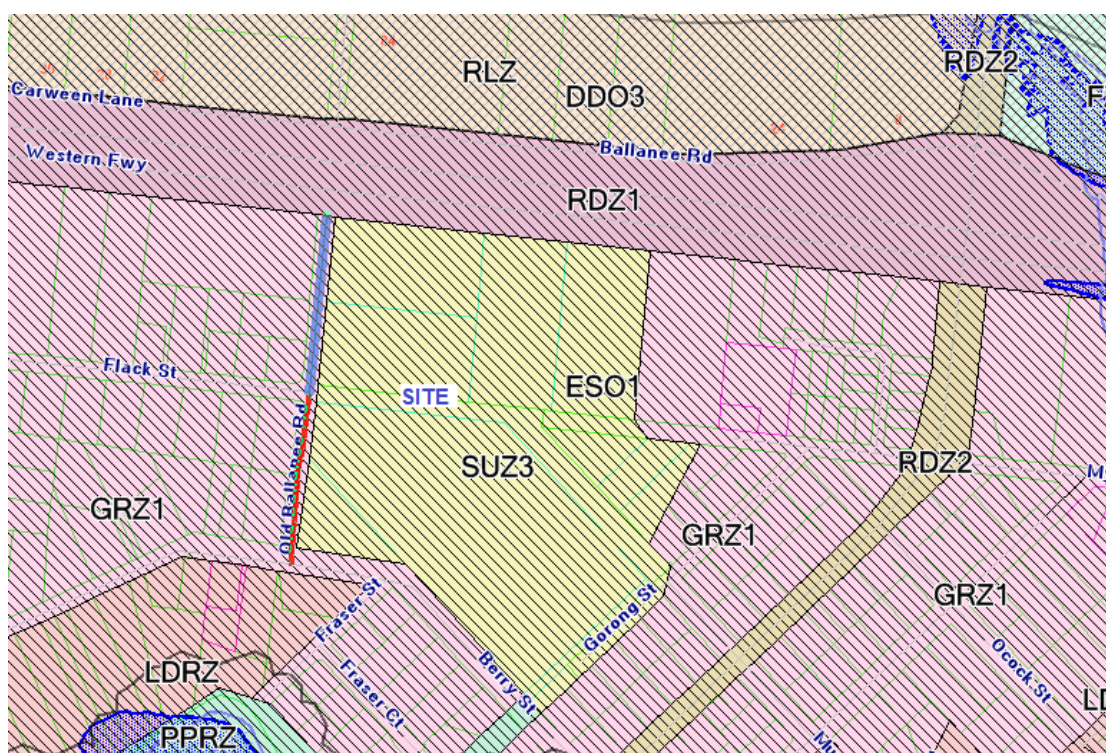 RLZ
DDO3
RDZ2
Carween Lane
Ballanee Rd
Western Fwy
RDZ1
Flack St
SITE
ESO1
Old Ballanee Rd
SUZ3
RDZ2
GRZ1
GRZ1
GRZ1
Fraser St
Gorong St
LDRZ
Fraser Ct
Berry St
Ocock St
PPRZ